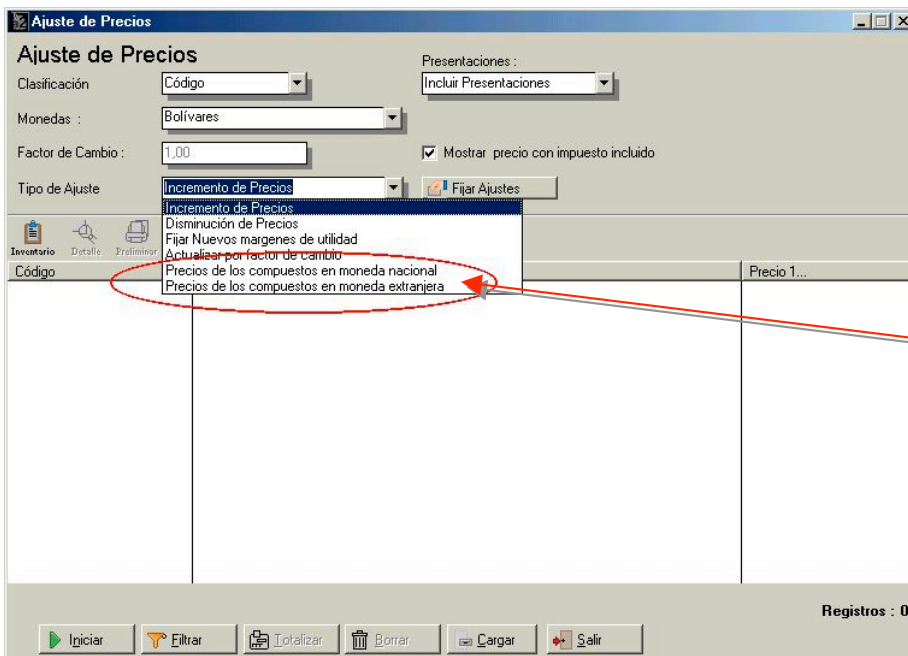 Ajuste de Precios
Ajuste de Precios
Presentaciones :
Clasificación Código Incluir Presentaciones
Monedas : Bolívares
Factor de Cambio : 1,00 Mostrar precio con impuesto incluido
Tipo de Ajuste Incremento de Precios Fijar Ajustes
Incremento de Precios
Disminución de Precios
Fijar Nuevos margenes de utilidad
Actualizar por factor de cambio
Precios de los compuestos en moneda nacional
Precios de los compuestos en moneda extranjera
Inventario Detalle Preliminar
Código Precio 1...
Registros : 0
Iniciar Filtrar Totalizar Borrar Cargar Salir